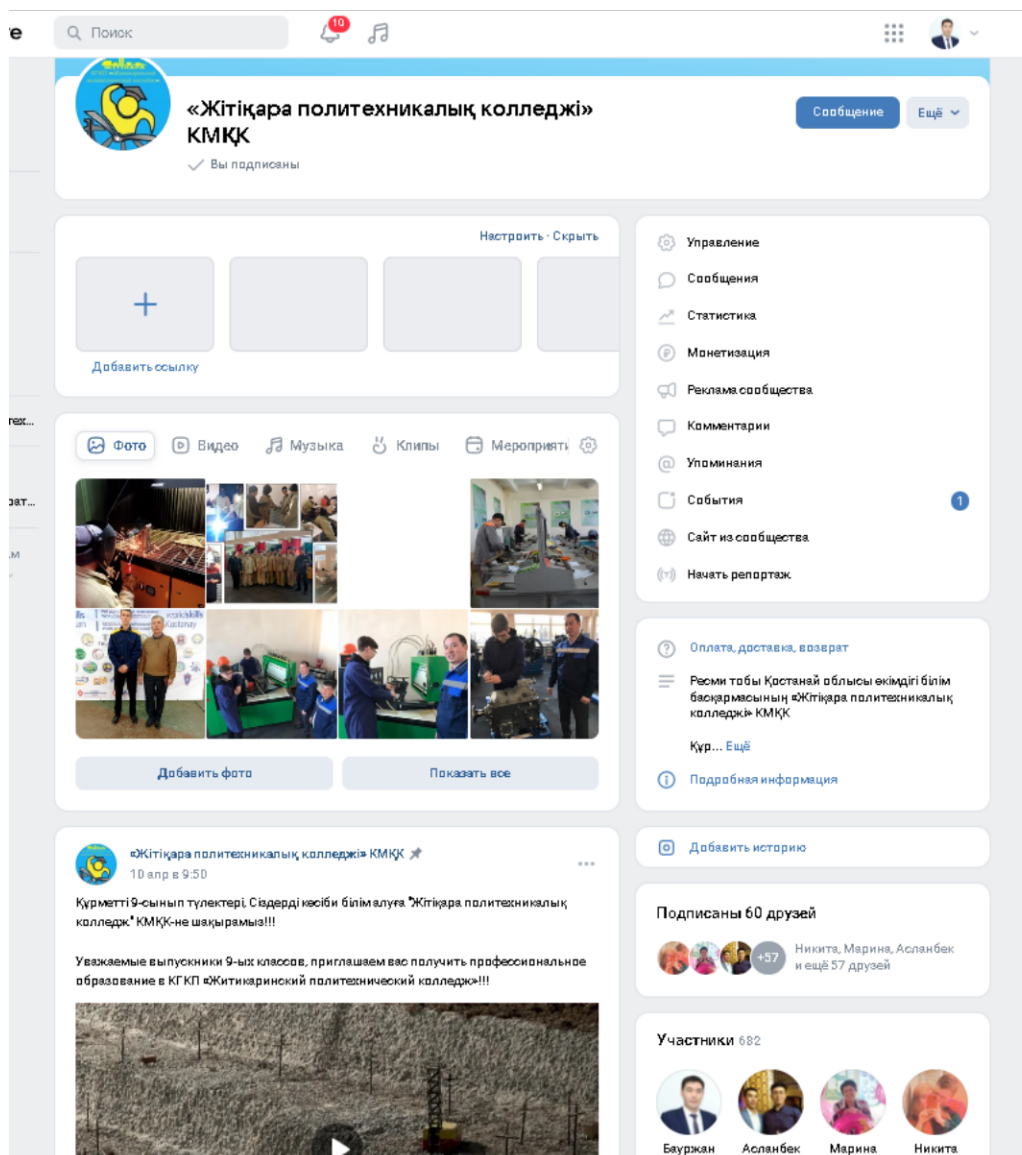 те
Поиск
10
«Жітіқара политехникалық колледжі»
КМҚК
Вы подписаны
Сообщение
Ещё
Настроить · Скрыть
Добавить ссылку
Управление
Сообщения
Статистика
Монетизация
Реклама сообщества
Комментарии
Упоминания
События
1
Сайт из сообщества
Начать репортаж
тех...
рат...
Фото
Видео
Музыка
Клипы
Мероприяти
Добавить фото
Показать все
Оплата, доставка, возврат
Ресми тобы Қостанай облысы әкімдігі білім
басқармасының «Жітіқара политехникалық
колледжі» КМҚК
Құр... Ещё
Подробная информация
Добавить историю
Подписаны 60 друзей
+57
Никита, Марина, Асланбек
и ещё 57 друзей
Участники 682
Бауржан
Асланбек
Марина
Никита
«Жітіқара политехникалық колледжі» КМҚК
10 апр в 9:50
Құрметті 9-сынып түлектері, Сіздерді кәсіби білім алуға "Жітіқара политехникалық
колледж" КМҚК-не шақырамыз!!!
Уважаемые выпускники 9-ых классов, приглашаем вас получить профессиональное
образование в КГКП «Житикаринский политехнический колледж»!!!